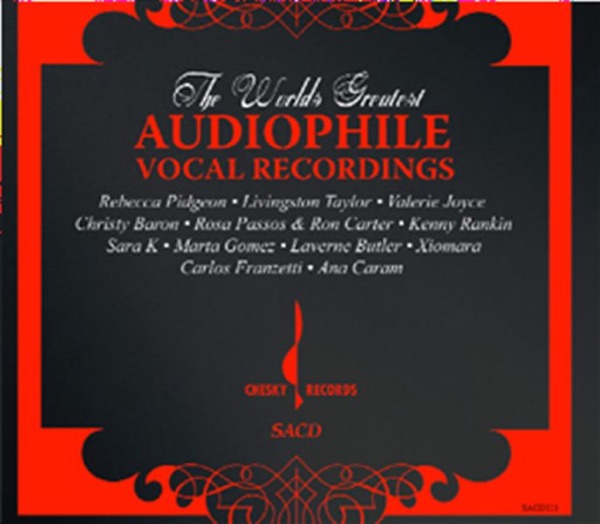 The World's Greatest
AUDIOPHILE
VOCAL RECORDINGS
Rebecca Pidgeon • Livingston Taylor • Valerie Joyce
Christy Baron • Rosa Passos & Ron Carter • Kenny Rankin
Sara K • Marta Gomez • Laverne Butler • Xiomara
Carlos Franzetti • Ana Caram
CHESKY RECORDS
SACD